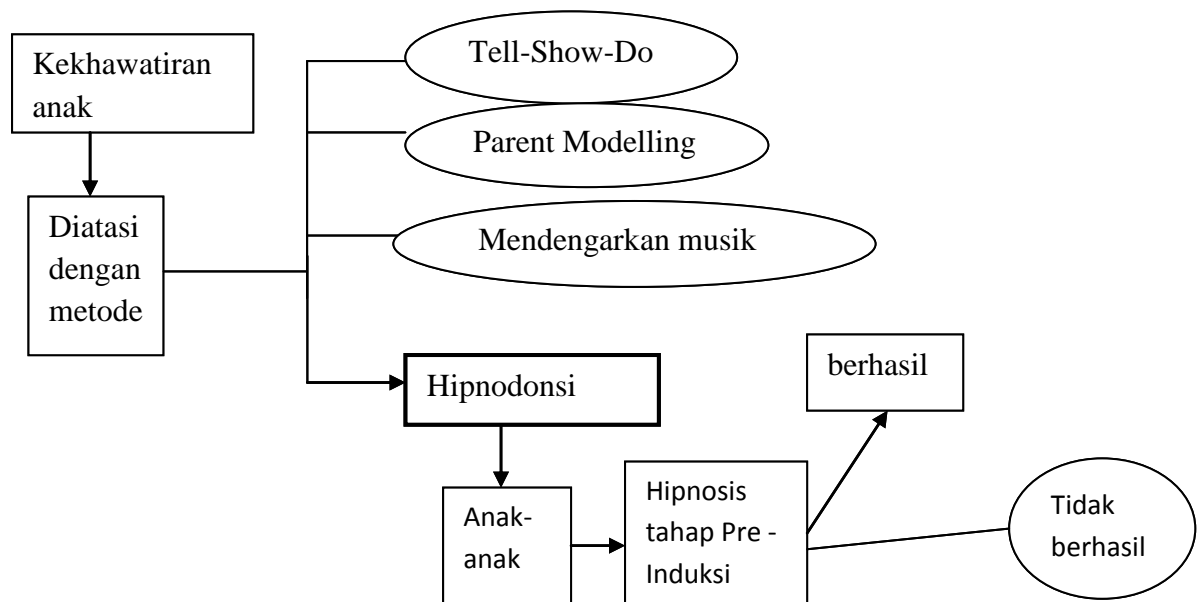 Kekhawatiran
anak
Diatasi
dengan
metode
Tell-Show-Do
Parent Modelling
Mendengarkan musik
Hipnodonsi
Anak-
anak
Hipnosis
tahap Pre -
Induksi
berhasil
Tidak
berhasil